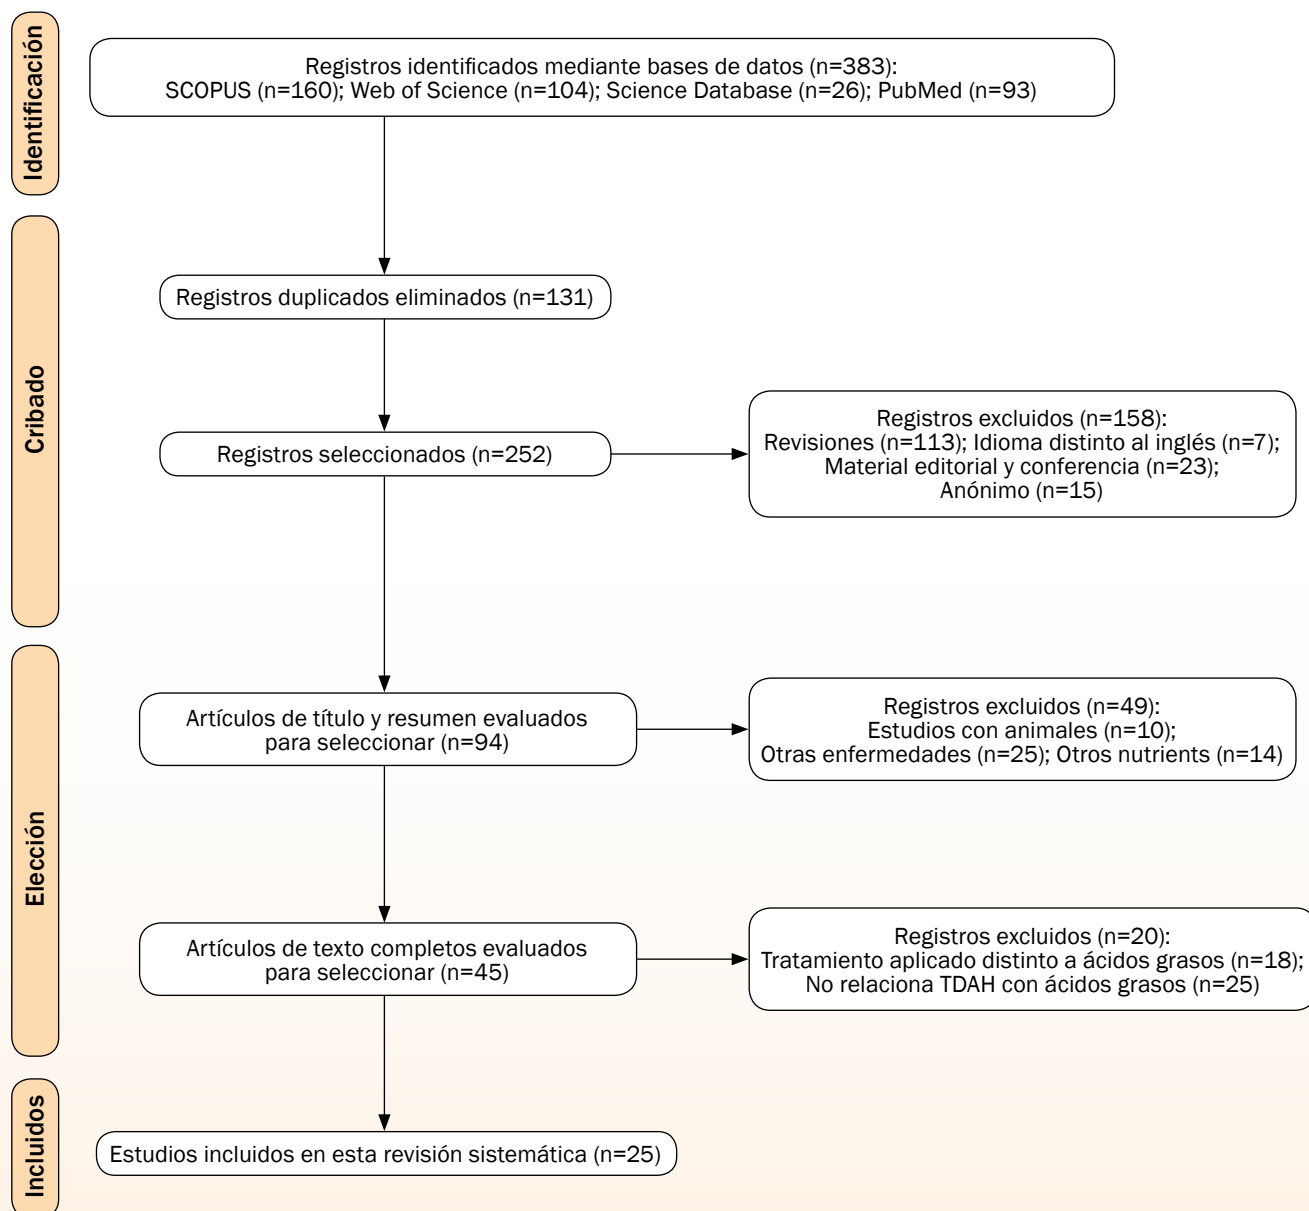 Identificación
Registros identificados mediante bases de datos (n=383):
SCOPUS (n=160); Web of Science (n=104); Science Database (n=26); PubMed (n=93)
Cribado
Registros duplicados eliminados (n=131)
Registros seleccionados (n=252)
Registros excluidos (n=158):
Revisiones (n=113); Idioma distinto al inglés (n=7);
Material editorial y conferencia (n=23);
Anónimo (n=15)
Elección
Artículos de título y resumen evaluados
para seleccionar (n=94)
Registros excluidos (n=49):
Estudios con animales (n=10);
Otras enfermedades (n=25); Otros nutrients (n=14)
Artículos de texto completos evaluados
para seleccionar (n=45)
Registros excluidos (n=20):
Tratamiento aplicado distinto a ácidos grasos (n=18);
No relaciona TDAH con ácidos grasos (n=25)
Incluidos
Estudios incluidos en esta revisión sistemática (n=25)